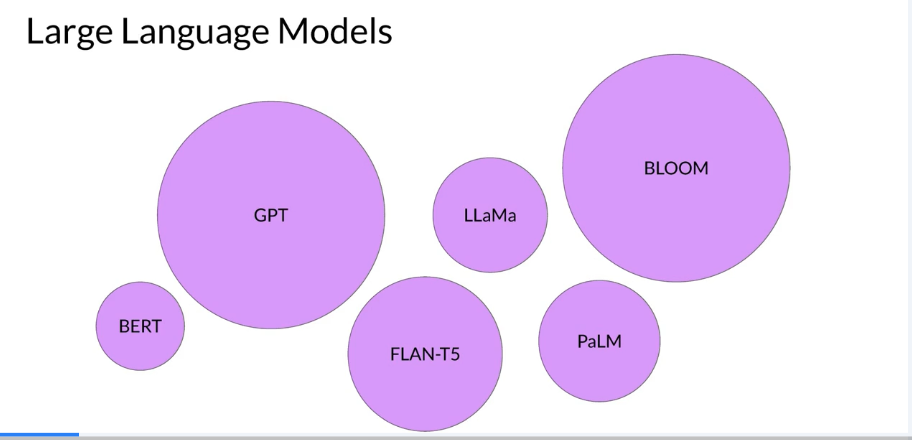 Large Language Models
BLOOM
GPT
LLaMa
BERT
FLAN-T5
PaLM